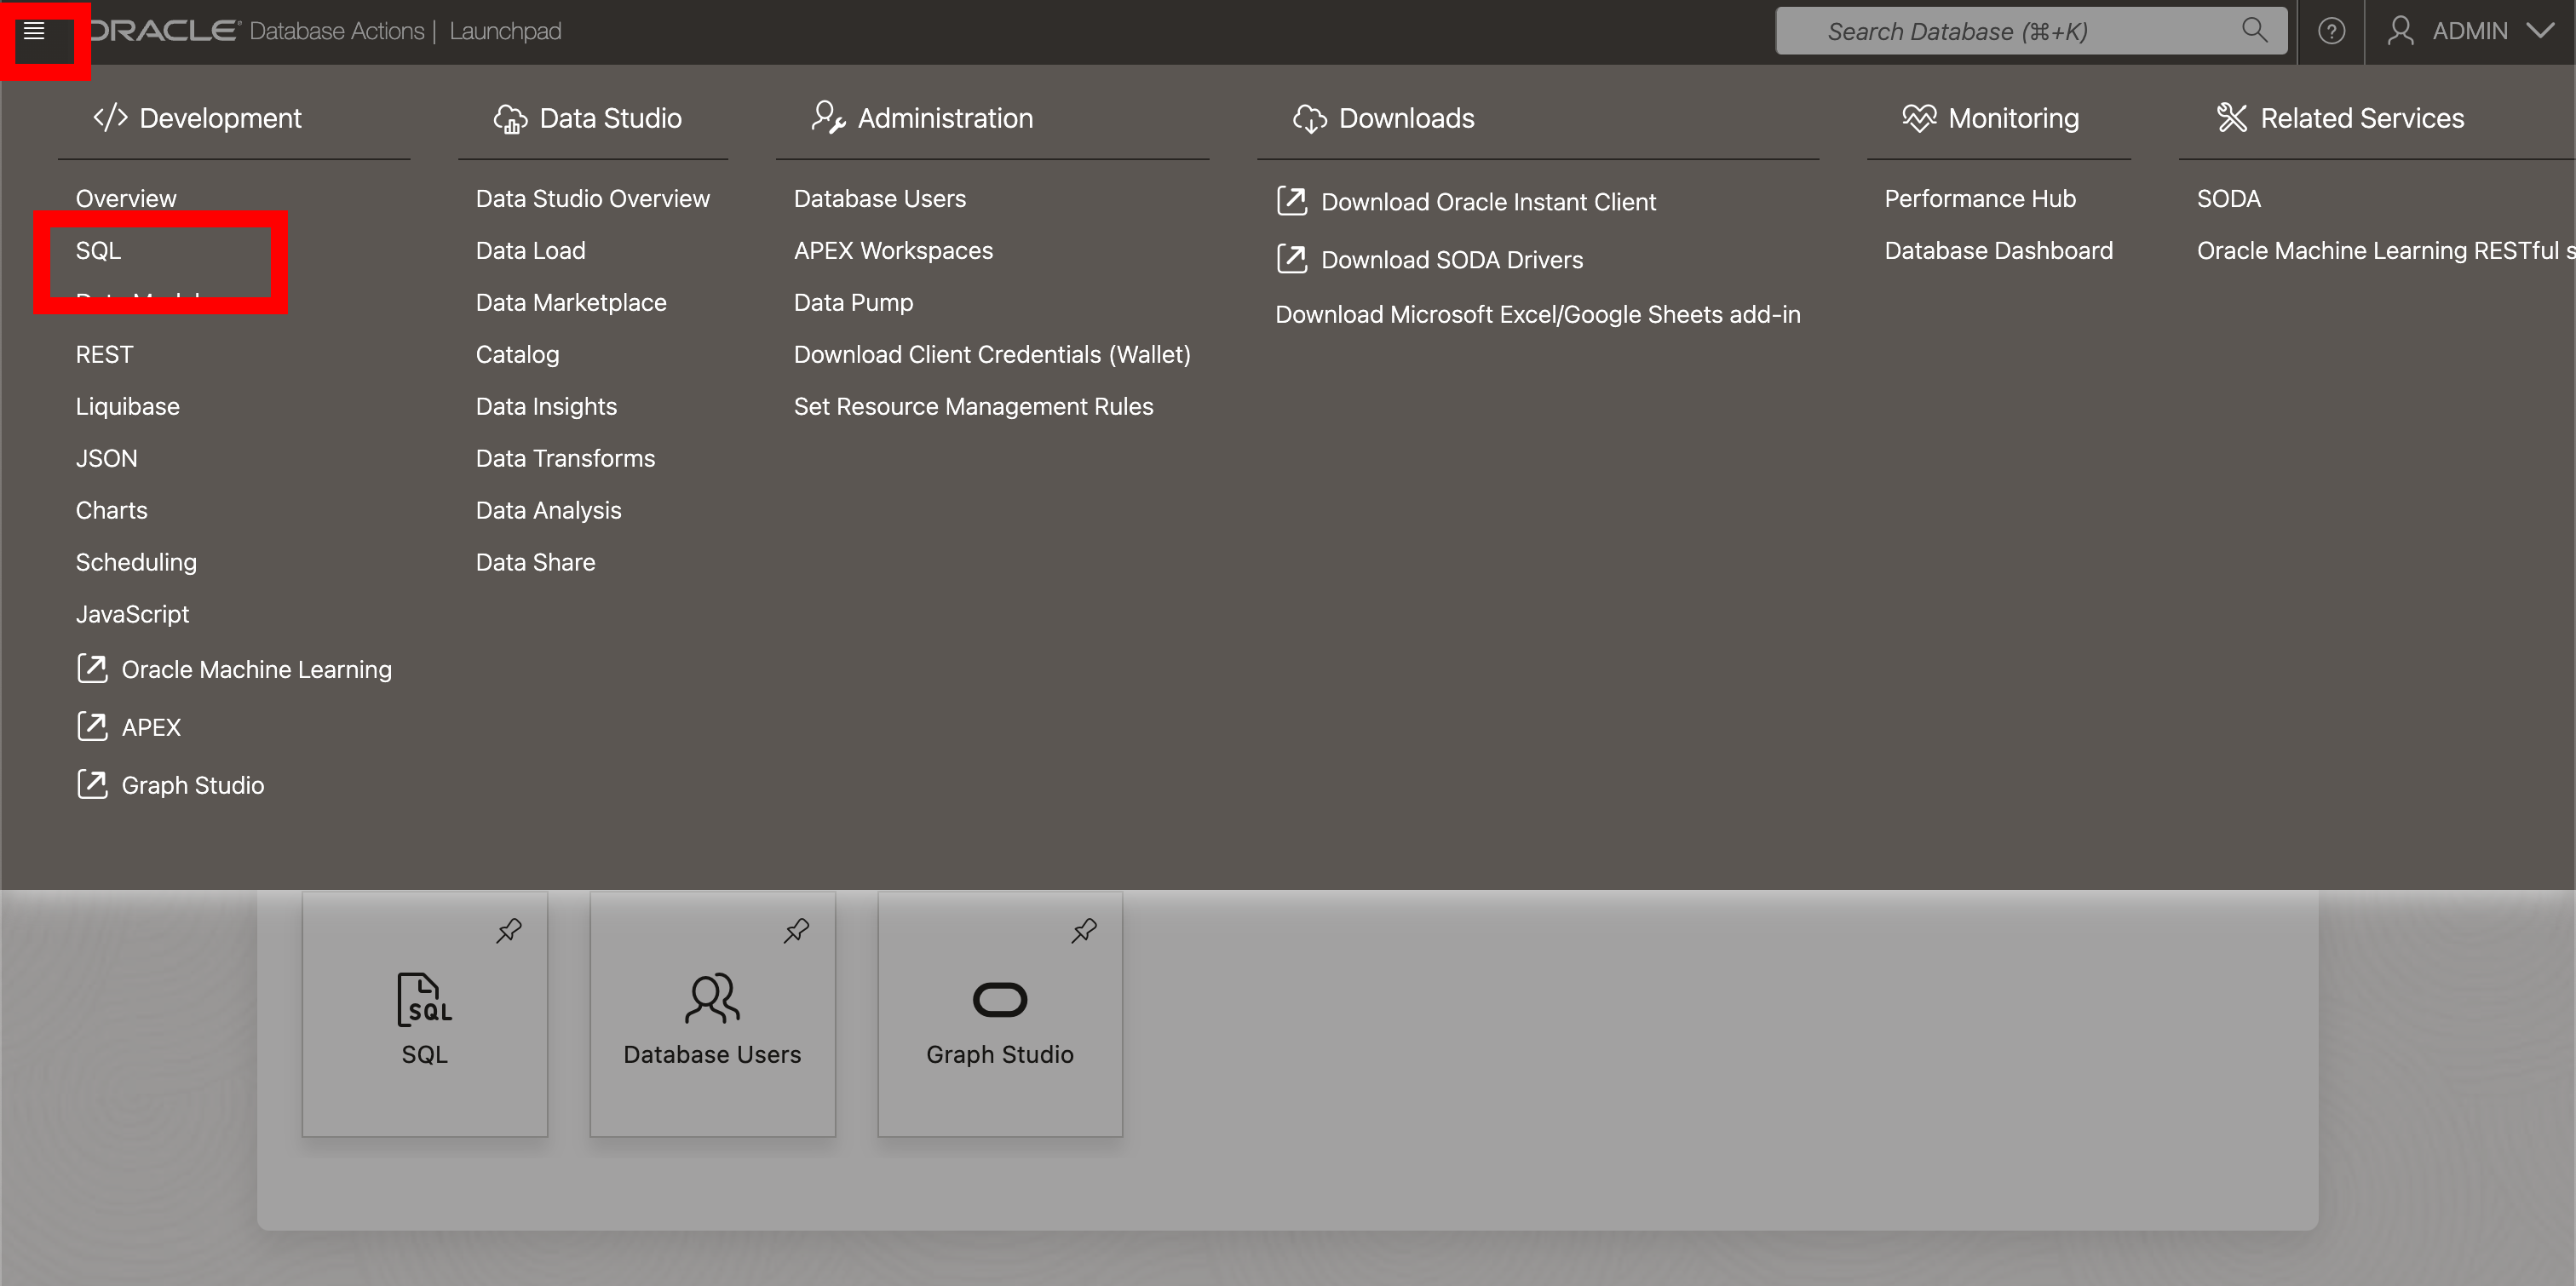 ORACLE Database Actions | Launchpad
Search Database (⌘+K)
ADMIN
Development
Overview
SQL
REST
Liquibase
JSON
Charts
Scheduling
JavaScript
Oracle Machine Learning
APEX
Graph Studio
Data Studio
Data Studio Overview
Data Load
Data Marketplace
Catalog
Data Insights
Data Transforms
Data Analysis
Data Share
Administration
Database Users
APEX Workspaces
Data Pump
Download Client Credentials (Wallet)
Set Resource Management Rules
Downloads
Download Oracle Instant Client
Download SODA Drivers
Download Microsoft Excel/Google Sheets add-in
Monitoring
Performance Hub
Database Dashboard
Related Services
SODA
Oracle Machine Learning RESTful s
SQL
SQL
Database Users
Graph Studio